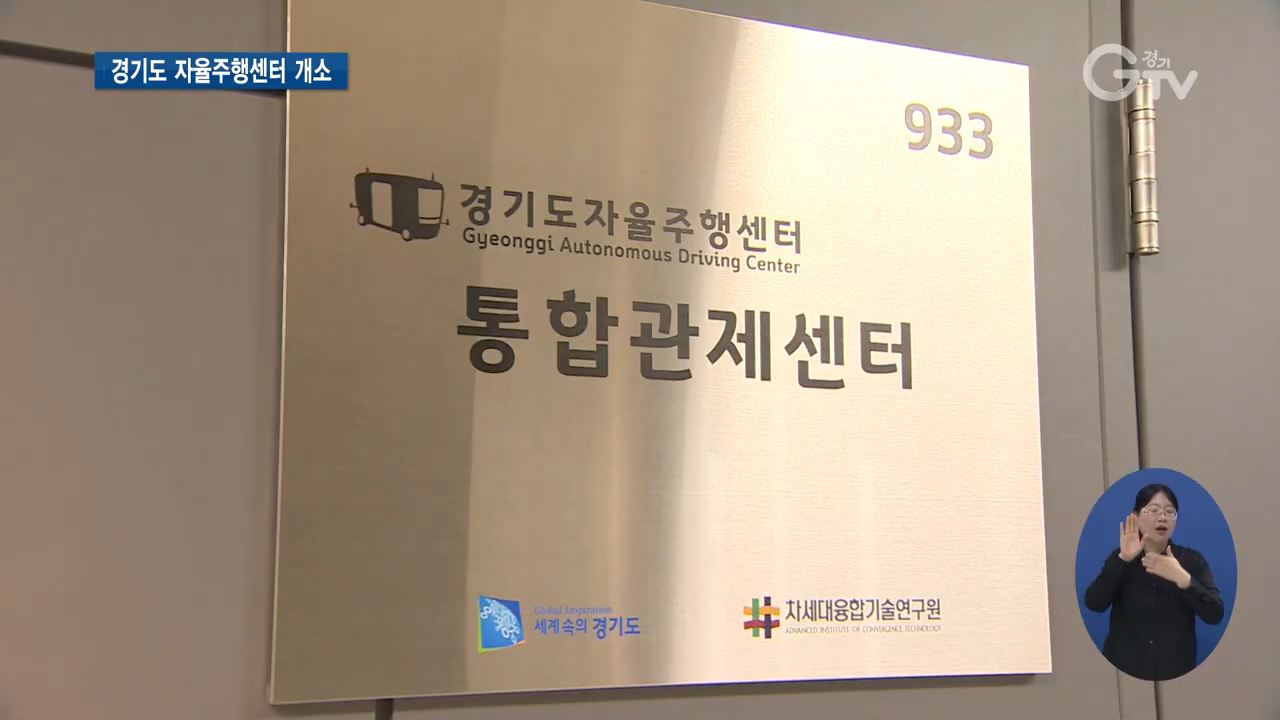 경기도 자율주행센터 개소
G 경기 TV
933
경기도자율주행센터
Gyeonggi Autonomous Driving Center
통합관제센터
Global Inspiration
세계 속의 경기도
차세대융합기술연구원
ADVANCED INSTITUTE OF CONVERGENCE TECHNOLOGY